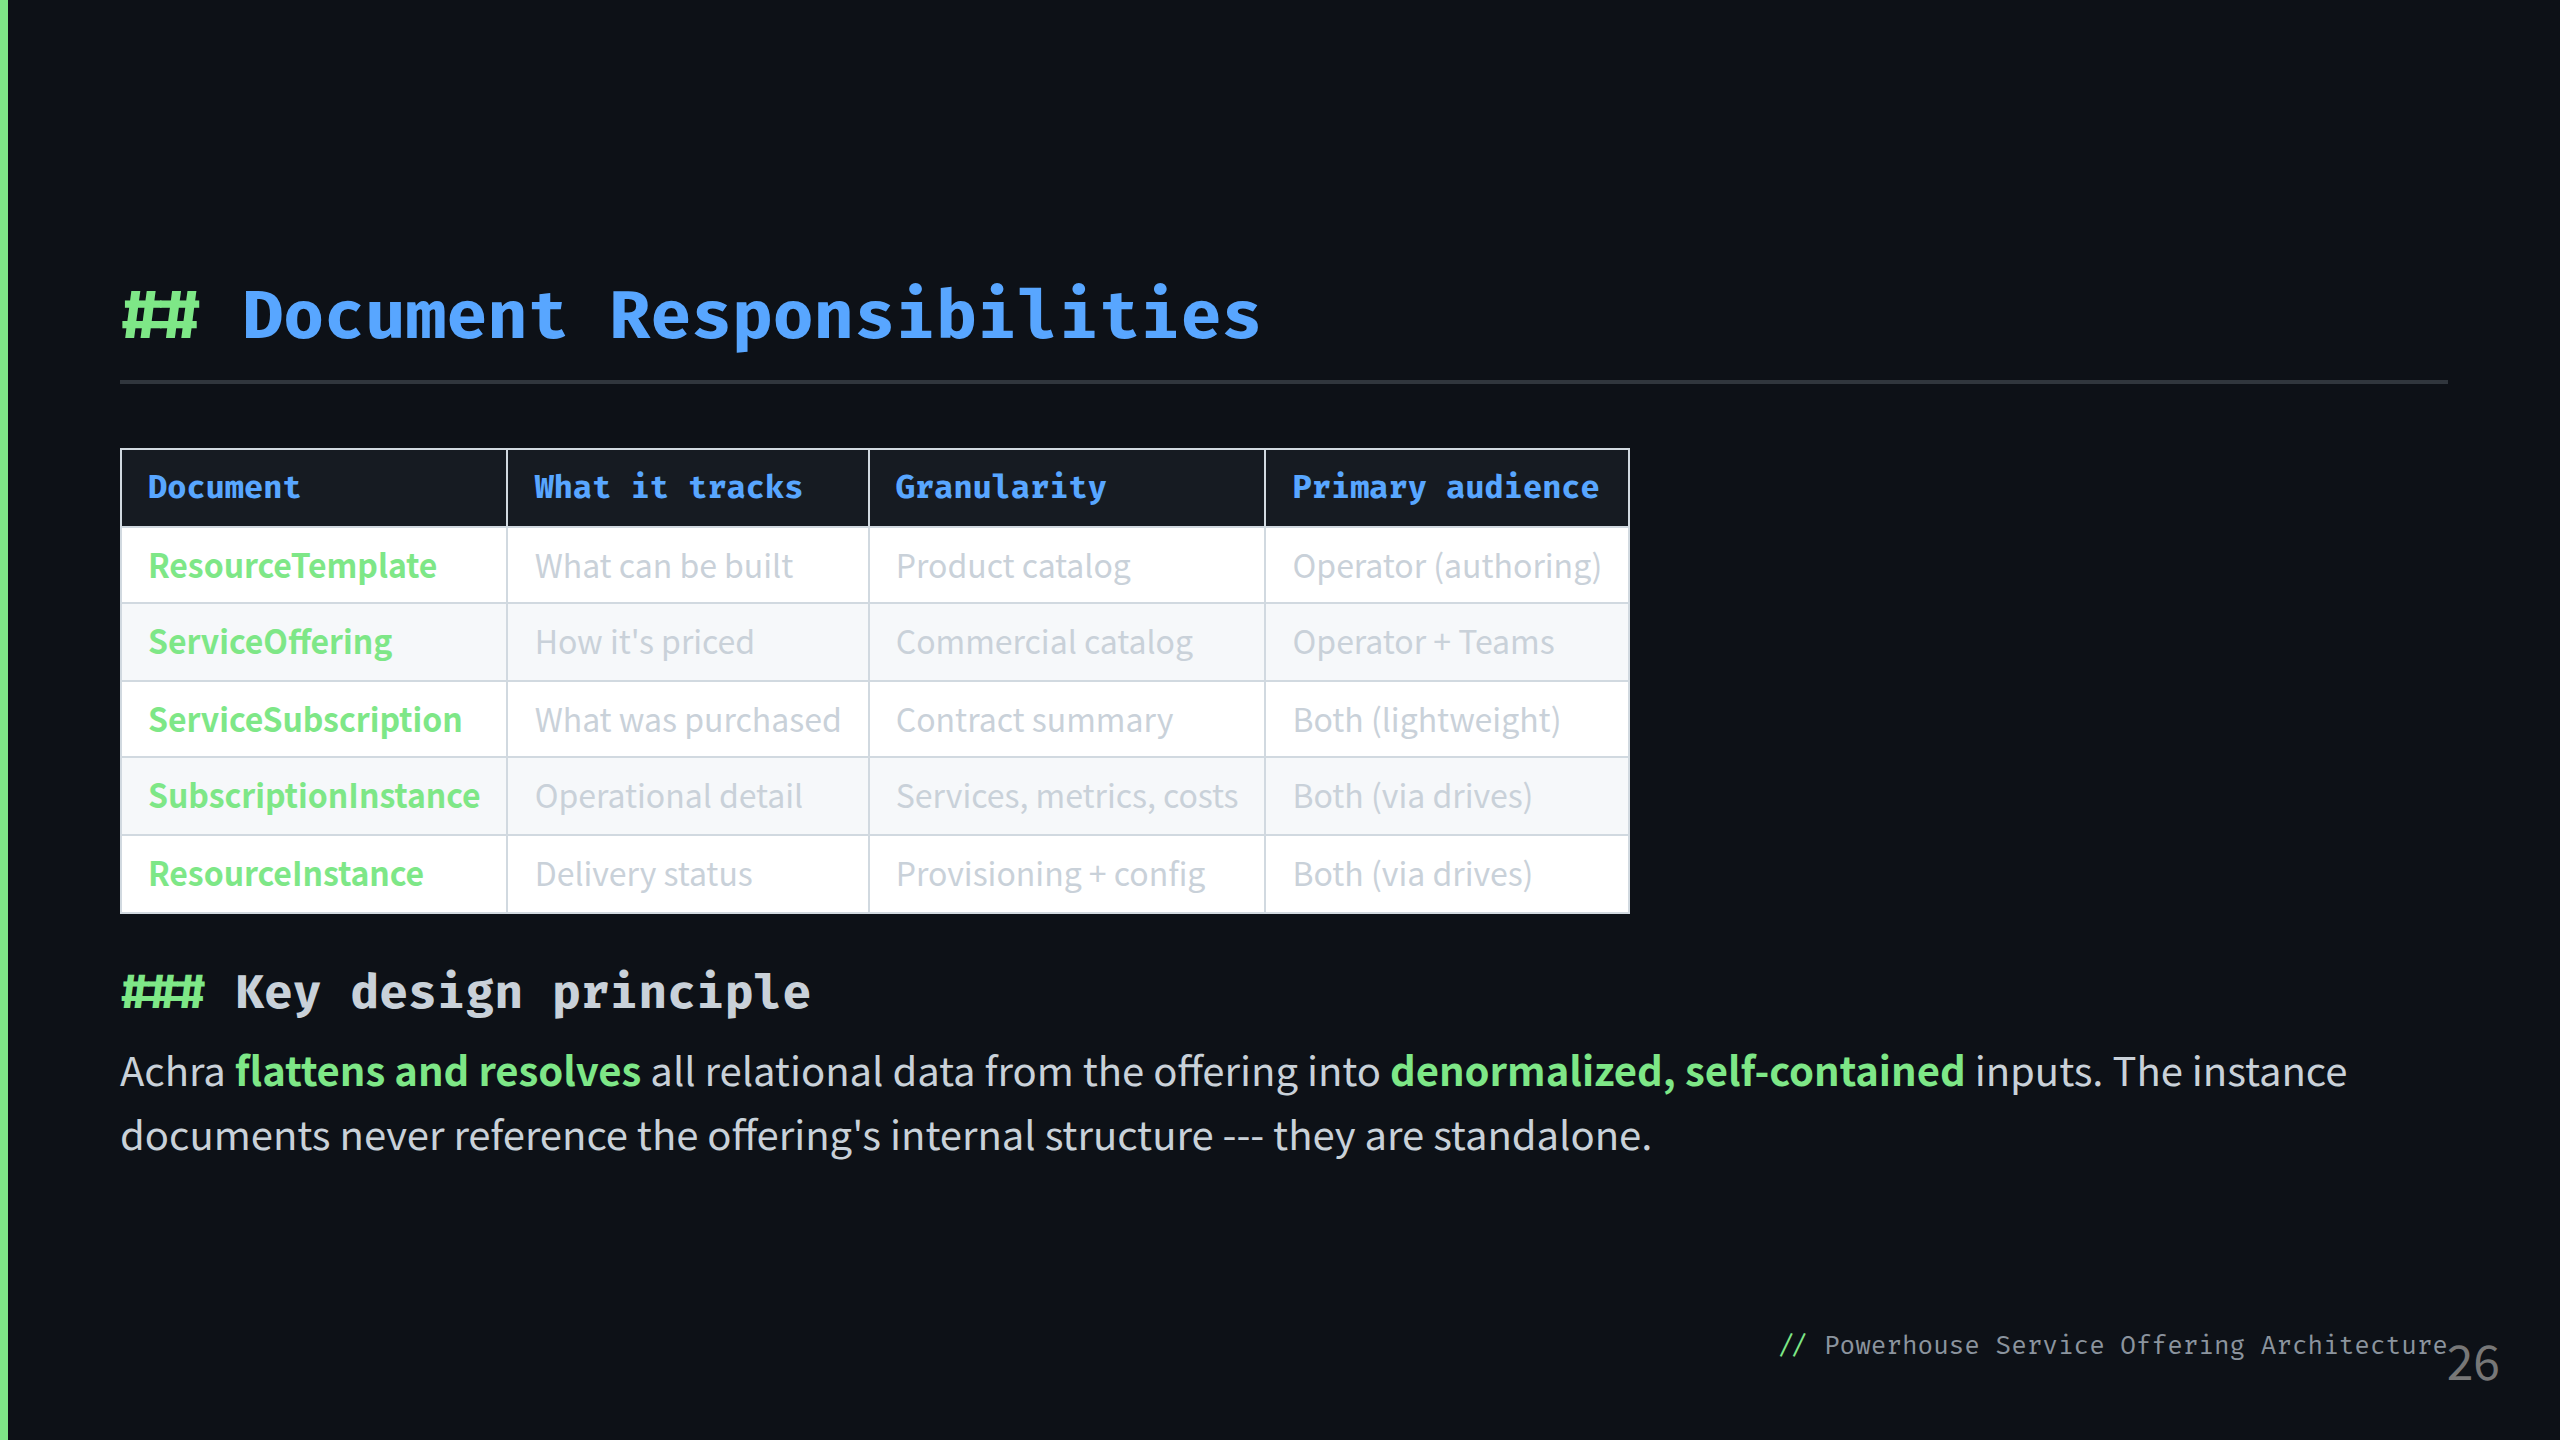 ## Document Responsibilities
Document What it tracks Granularity Primary audience
ResourceTemplate What can be built Product catalog Operator (authoring)
ServiceOffering How it's priced Commercial catalog Operator + Teams
ServiceSubscription What was purchased Contract summary Both (lightweight)
SubscriptionInstance Operational detail Services, metrics, costs Both (via drives)
ResourceInstance Delivery status Provisioning + config Both (via drives)
### Key design principle
Achra flattens and resolves all relational data from the offering into denormalized, self-contained inputs. The instance
documents never reference the offering's internal structure --- they are standalone.
// Powerhouse Service Offering Architecture
26